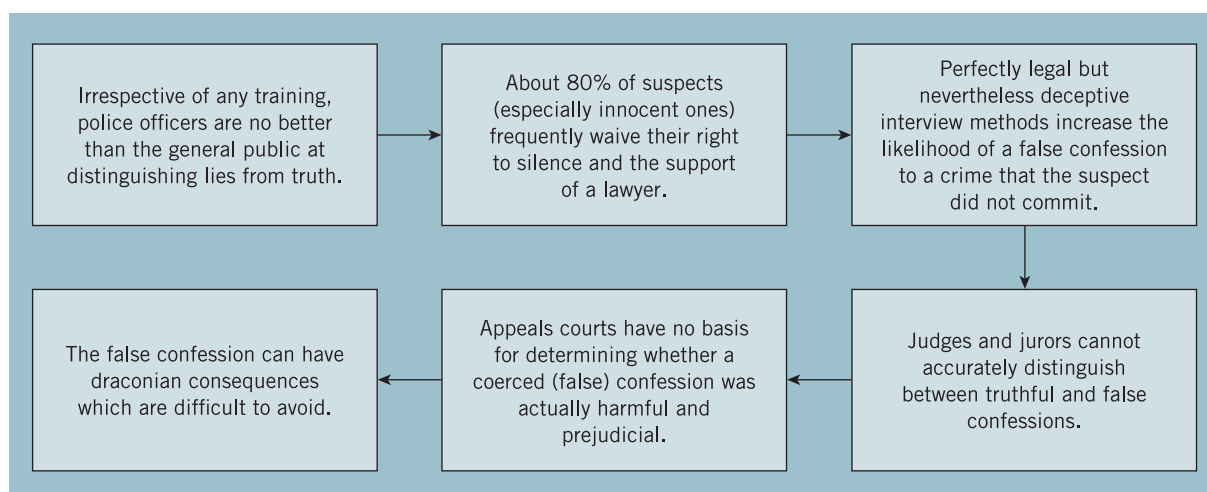 Irrespective of any training,
police officers are no better
than the general public at
distinguishing lies from truth.
About 80% of suspects
(especially innocent ones)
frequently waive their right
to silence and the support
of a lawyer.
Perfectly legal but
nevertheless deceptive
interview methods increase the
likelihood of a false confession
to a crime that the suspect
did not commit.
Judges and jurors cannot
accurately distinguish
between truthful and false
confessions.
Appeals courts have no basis
for determining whether a
coerced (false) confession was
actually harmful and
prejudicial.
The false confession can have
draconian consequences
which are difficult to avoid.